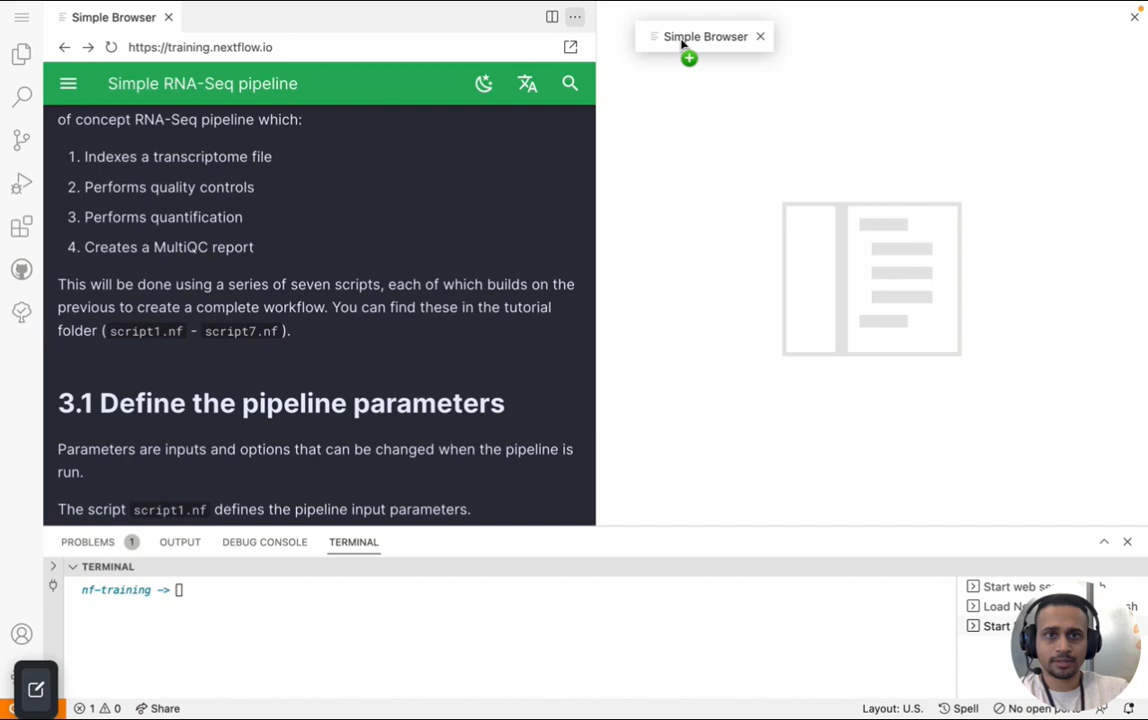 Simple Browser
Simple Browser
https://training.nextflow.io
Simple RNA-Seq pipeline
of concept RNA-Seq pipeline which:
1. Indexes a transcriptome file
2. Performs quality controls
3. Performs quantification
4. Creates a MultiQC report
This will be done using a series of seven scripts, each of which builds on the
previous to create a complete workflow. You can find these in the tutorial
folder ( script1.nf - script7.nf ).
3.1 Define the pipeline parameters
Parameters are inputs and options that can be changed when the pipeline is
run.
The script script1.nf defines the pipeline input parameters.
PROBLEMS 1 OUTPUT DEBUG CONSOLE TERMINAL
TERMINAL
nf-training ->
Start web
Load
Start
1 0 Share
Layout: U.S. Spell No open